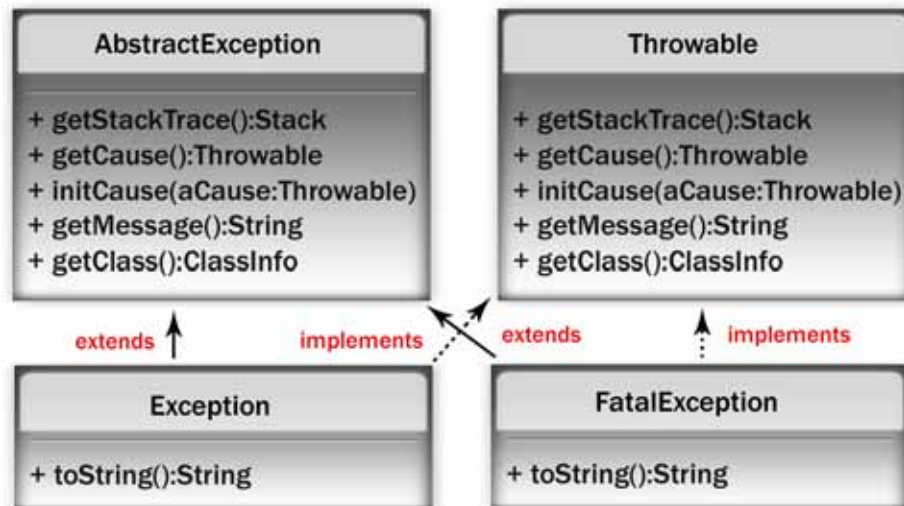 AbstractException
+ getStackTrace():Stack
+ getCause():Throwable
+ initCause(aCause:Throwable)
+ getMessage():String
+ getClass():ClassInfo
Throwable
+ getStackTrace():Stack
+ getCause():Throwable
+ initCause(aCause:Throwable)
+ getMessage():String
+ getClass():ClassInfo
extends
implements
extends
implements
Exception
+ toString():String
FatalException
+ toString():String